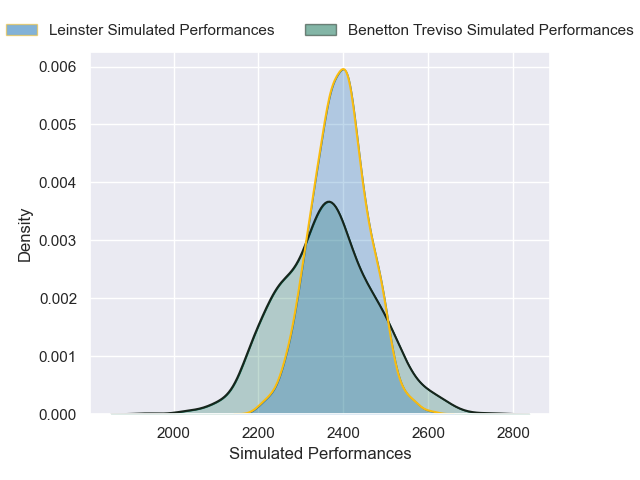 Leinster Simulated Performances
Benetton Treviso Simulated Performances
0.006
0.005
0.004
0.003
0.002
0.001
0.000
Density
2000 2200 2400 2600 2800
Simulated Performances